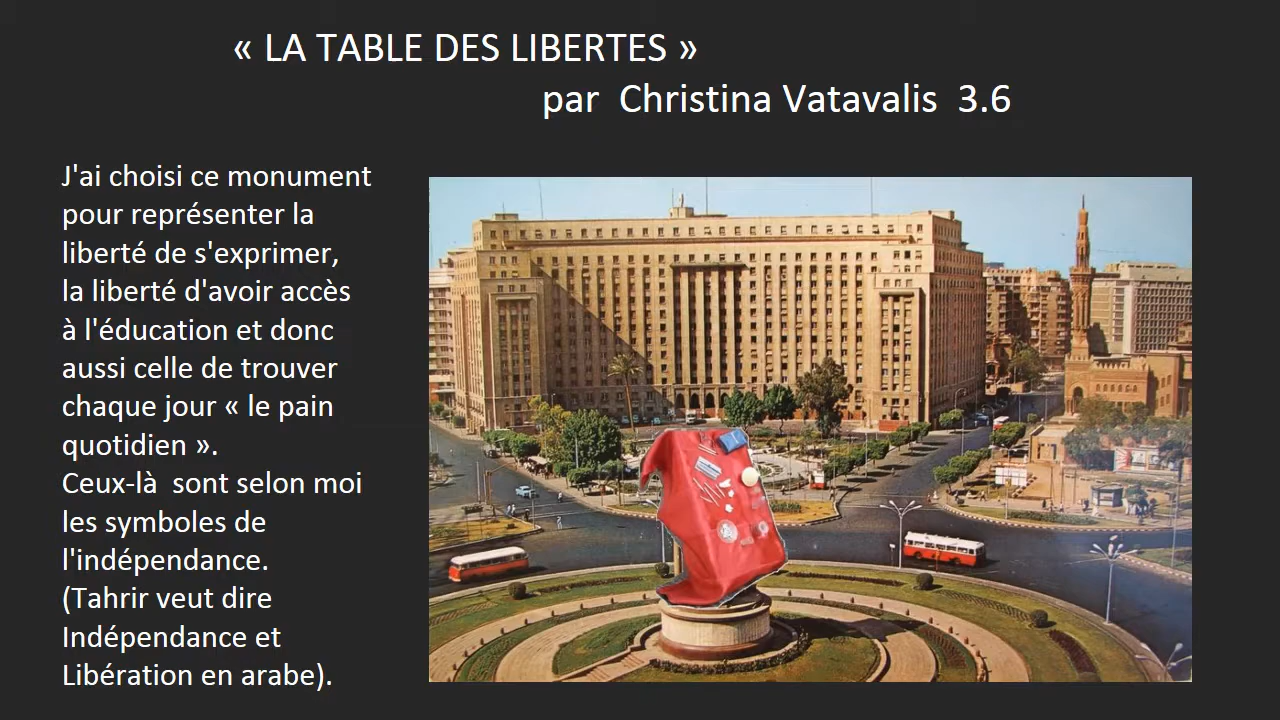 « LA TABLE DES LIBERTES »
par Christina Vatavalis 3.6
J'ai choisi ce monument
pour représenter la
liberté de s'exprimer,
la liberté d'avoir accès
à l'éducation et donc
aussi celle de trouver
chaque jour « le pain
quotidien ».
Ceux-là sont selon moi
les symboles de
l'indépendance.
(Tahrir veut dire
Indépendance et
Libération en arabe).